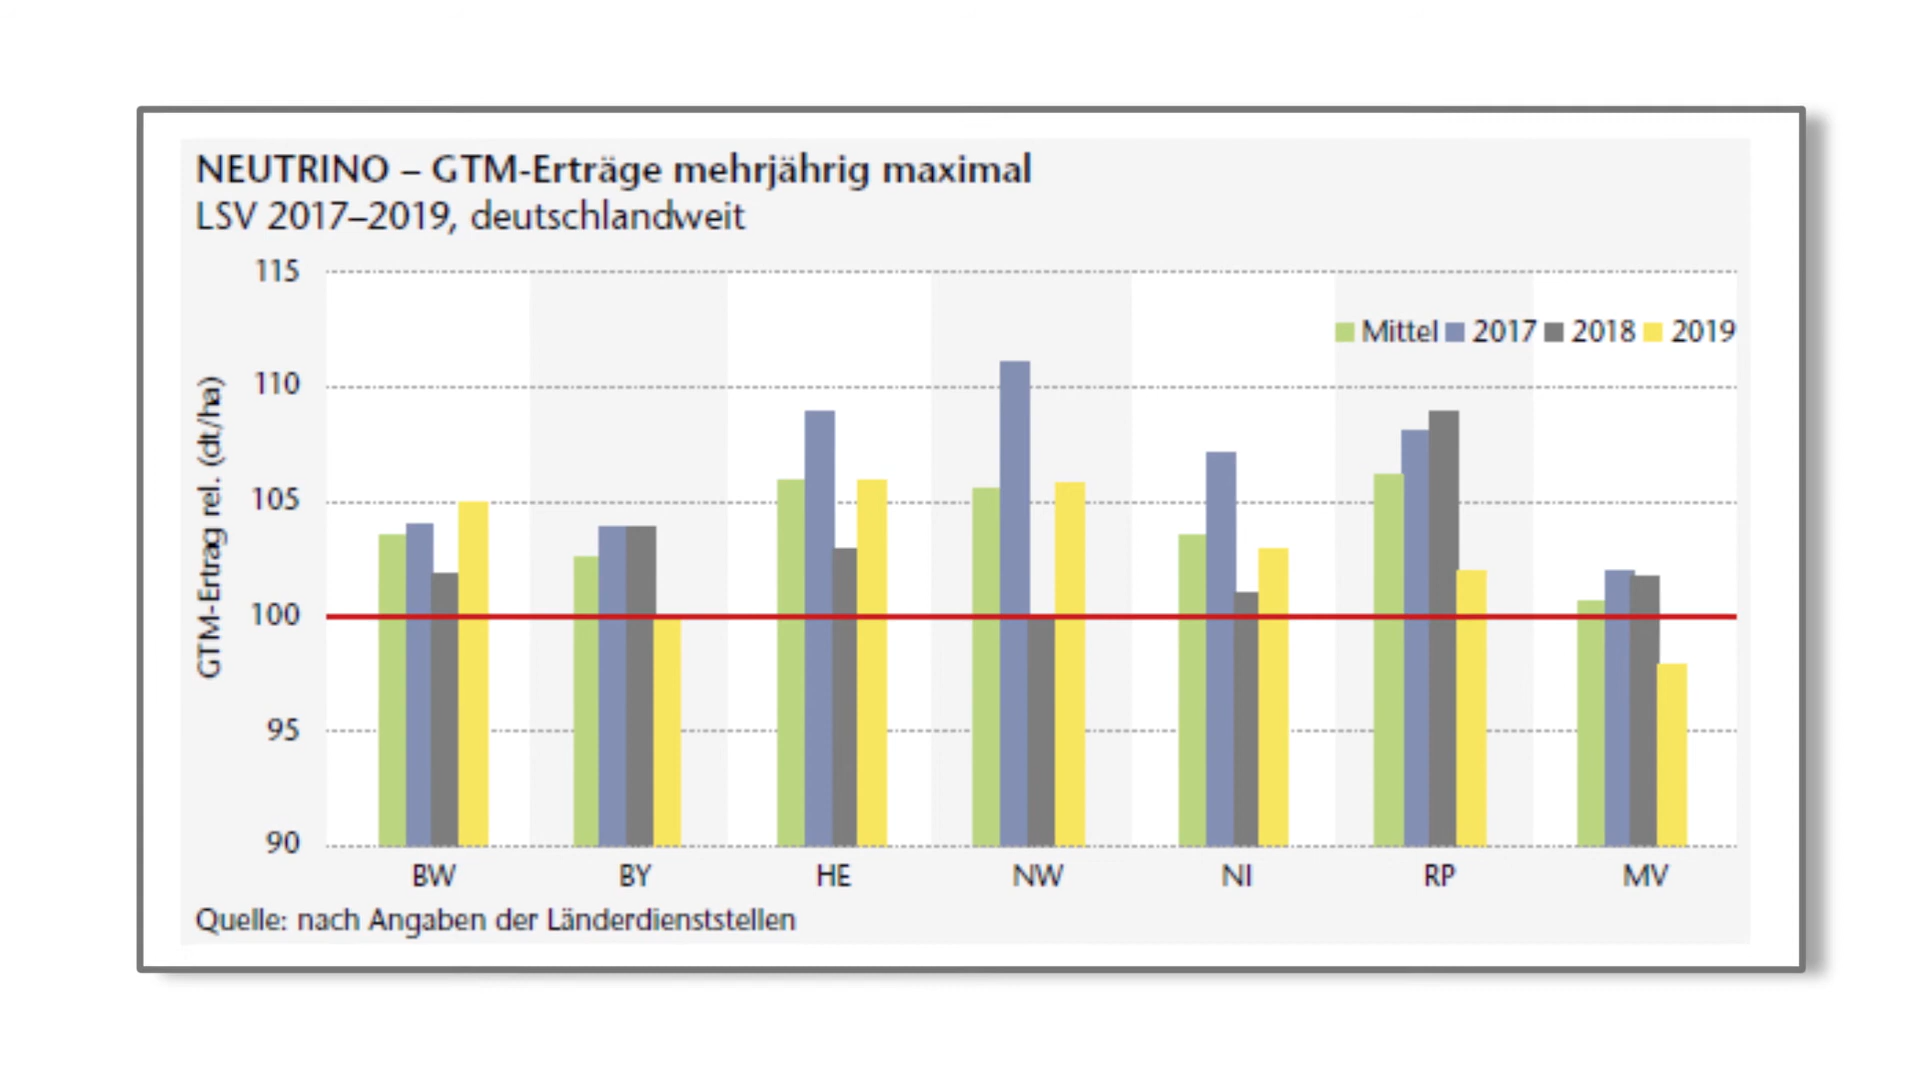 NEUTRINO – GTM-Erträge mehrjährig maximal
LSV 2017–2019, deutschlandweit
115
Mittel 2017 2018 2019
110
GTM-Ertrag rel. (dt/ha)
105
100
95
90
BW BY HE NW NI RP MV
Quelle: nach Angaben der Länderdienststellen